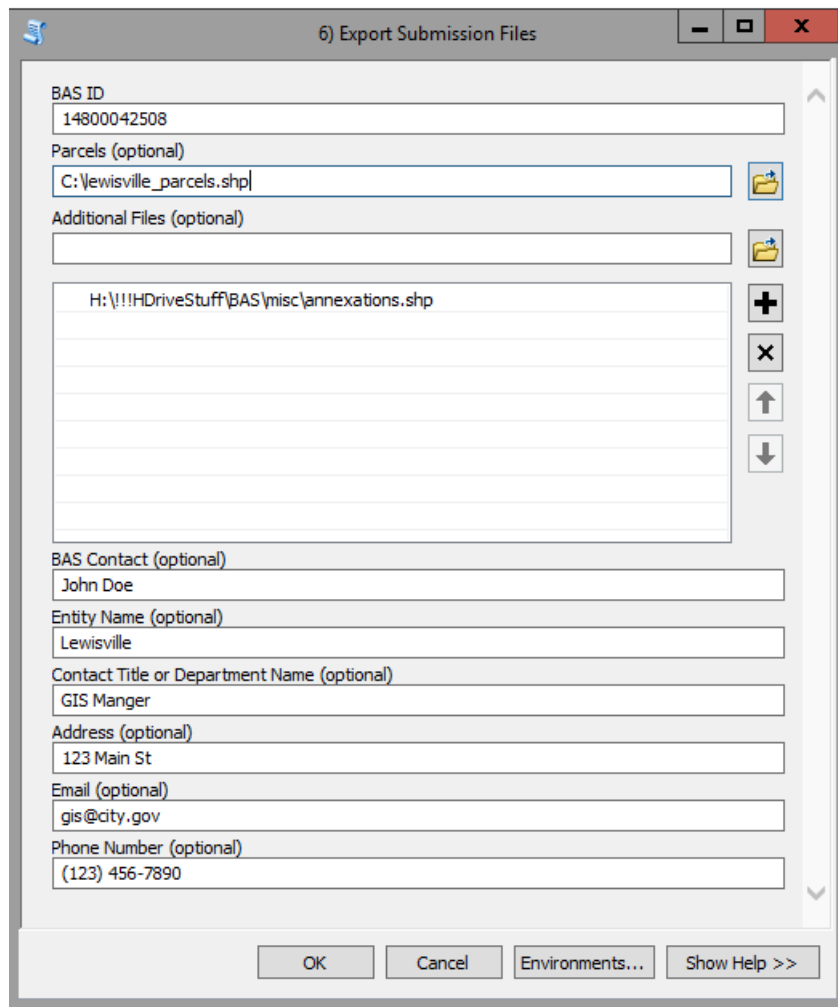 6) Export Submission Files
BAS ID
14800042508
Parcels (optional)
C:\lewisville_parcels.shp
Additional Files (optional)
H:\!!!HDriveStuff\BAS\misc\annexations.shp
BAS Contact (optional)
John Doe
Entity Name (optional)
Lewisville
Contact Title or Department Name (optional)
GIS Manger
Address (optional)
123 Main St
Email (optional)
gis@city.gov
Phone Number (optional)
(123) 456-7890
OK Cancel Environments... Show Help >>